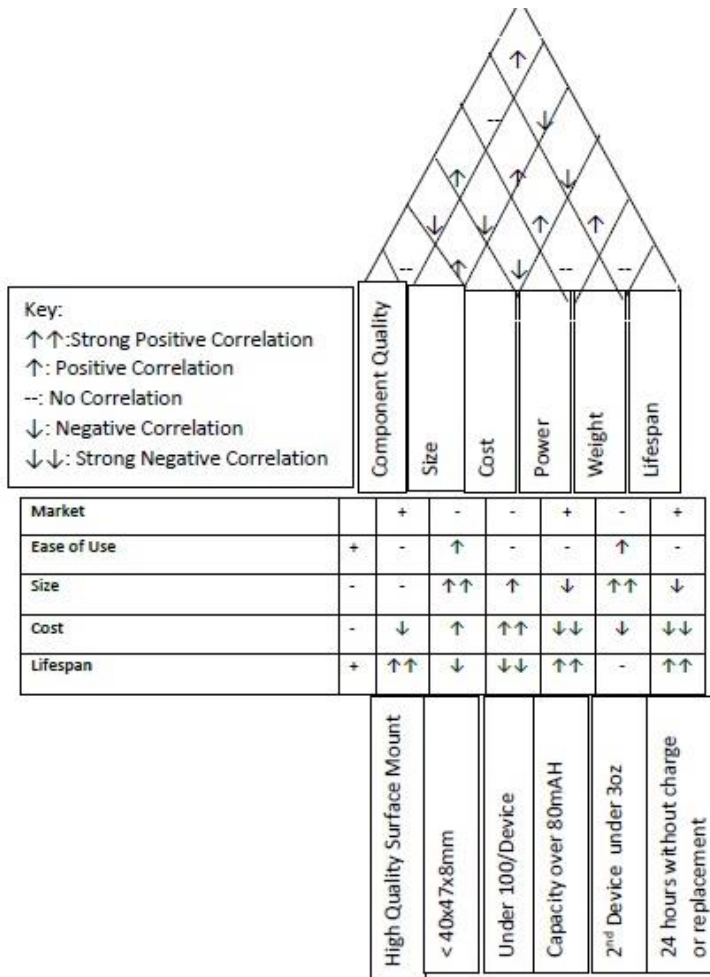 ↑
--
↓
↑
↑
↓
↓
↓
↑
↑
--
↑
↓
--
--
Key:
↑↑:Strong Positive Correlation
↑: Positive Correlation
--: No Correlation
↓: Negative Correlation
↓↓: Strong Negative Correlation
Component Quality
Size
Cost
Power
Weight
Lifespan
Market + - - + - +
Ease of Use + - ↑ - - ↑ -
Size - - ↑↑ ↑ ↓ ↑↑ ↓
Cost - ↓ ↑ ↑↑ ↓↓ ↓ ↓↓
Lifespan + ↑↑ ↓ ↓↓ ↑↑ - ↑↑
High Quality Surface Mount
< 40x47x8mm
Under 100/Device
Capacity over 80mAH
2nd Device under 3oz
24 hours without charge
or replacement